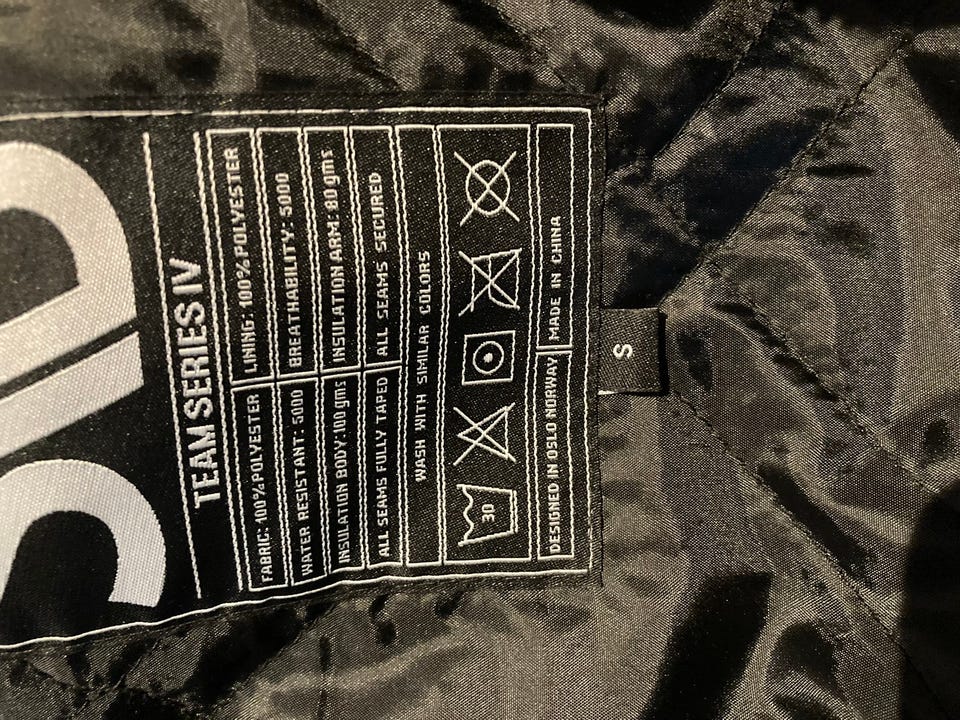 TEAM SERIES IV
FABRIC: 100% POLYESTER LINING: 100% POLYESTER
WATER RESISTANT: 5000 BREATHABILITY: 5000
INSULATION BODY: 100 gms INSULATION ARM: 80 gms
ALL SEAMS FULLY TAPED ALL SEAMS SECURED
WASH WITH SIMILAR COLORS
30
DESIGNED IN OSLO NORWAY MADE IN CHINA
S